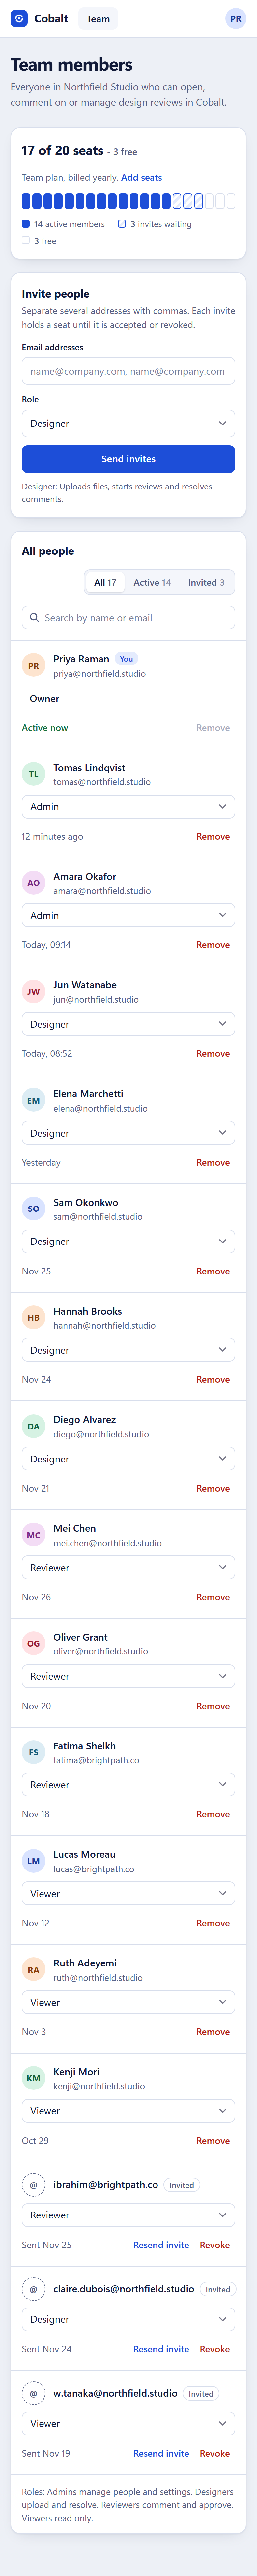 Cobalt Team PR
Team members
Everyone in Northfield Studio who can open,
comment on or manage design reviews in Cobalt.
17 of 20 seats - 3 free
Team plan, billed yearly. Add seats
14 active members 3 invites waiting
3 free
Invite people
Separate several addresses with commas. Each invite
holds a seat until it is accepted or revoked.
Email addresses
name@company.com, name@company.com
Role
Designer
Send invites
Designer: Uploads files, starts reviews and resolves
comments.
All people
All 17 Active 14 Invited 3
Search by name or email
PR Priya Raman You
priya@northfield.studio
Owner
Active now Remove
TL Tomas Lindqvist
tomas@northfield.studio
Admin
12 minutes ago Remove
AO Amara Okafor
amara@northfield.studio
Admin
Today, 09:14 Remove
JW Jun Watanabe
jun@northfield.studio
Designer
Today, 08:52 Remove
EM Elena Marchetti
elena@northfield.studio
Designer
Yesterday Remove
SO Sam Okonkwo
sam@northfield.studio
Designer
Nov 25 Remove
HB Hannah Brooks
hannah@northfield.studio
Designer
Nov 24 Remove
DA Diego Alvarez
diego@northfield.studio
Designer
Nov 21 Remove
MC Mei Chen
mei.chen@northfield.studio
Reviewer
Nov 26 Remove
OG Oliver Grant
oliver@northfield.studio
Reviewer
Nov 20 Remove
FS Fatima Sheikh
fatima@brightpath.co
Reviewer
Nov 18 Remove
LM Lucas Moreau
lucas@brightpath.co
Viewer
Nov 12 Remove
RA Ruth Adeyemi
ruth@northfield.studio
Viewer
Nov 3 Remove
KM Kenji Mori
kenji@northfield.studio
Viewer
Oct 29 Remove
@ ibrahim@brightpath.co Invited
Reviewer
Sent Nov 25 Resend invite Revoke
@ claire.dubois@northfield.studio Invited
Designer
Sent Nov 24 Resend invite Revoke
@ w.tanaka@northfield.studio Invited
Viewer
Sent Nov 19 Resend invite Revoke
Roles: Admins manage people and settings. Designers
upload and resolve. Reviewers comment and approve.
Viewers read only.